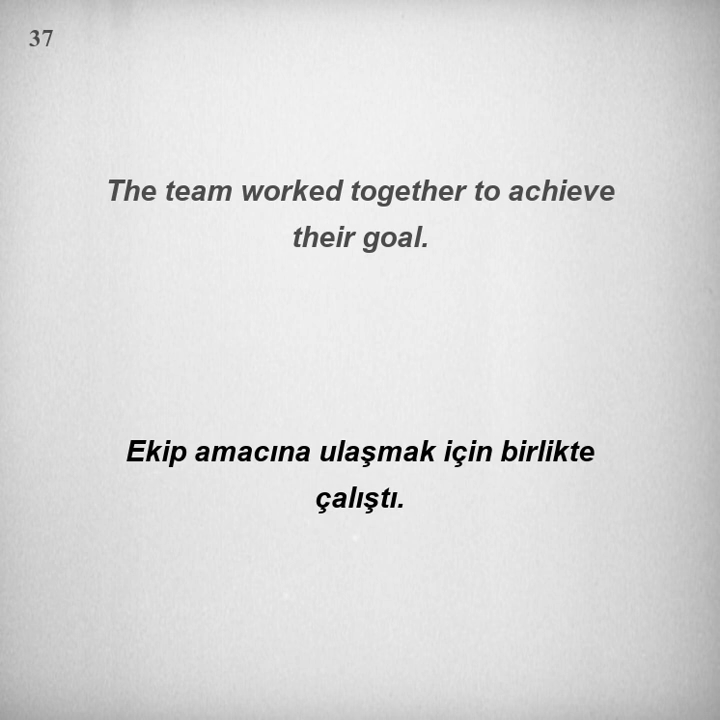 37
The team worked together to achieve
their goal.
Ekip amacına ulaşmak için birlikte
çalıştı.